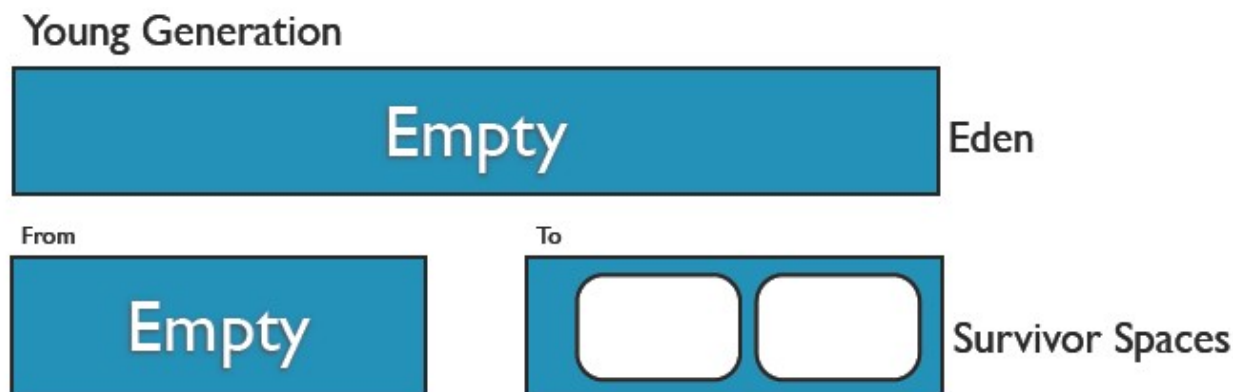 Young Generation
Empty
Eden
From
To
Empty
Survivor Spaces